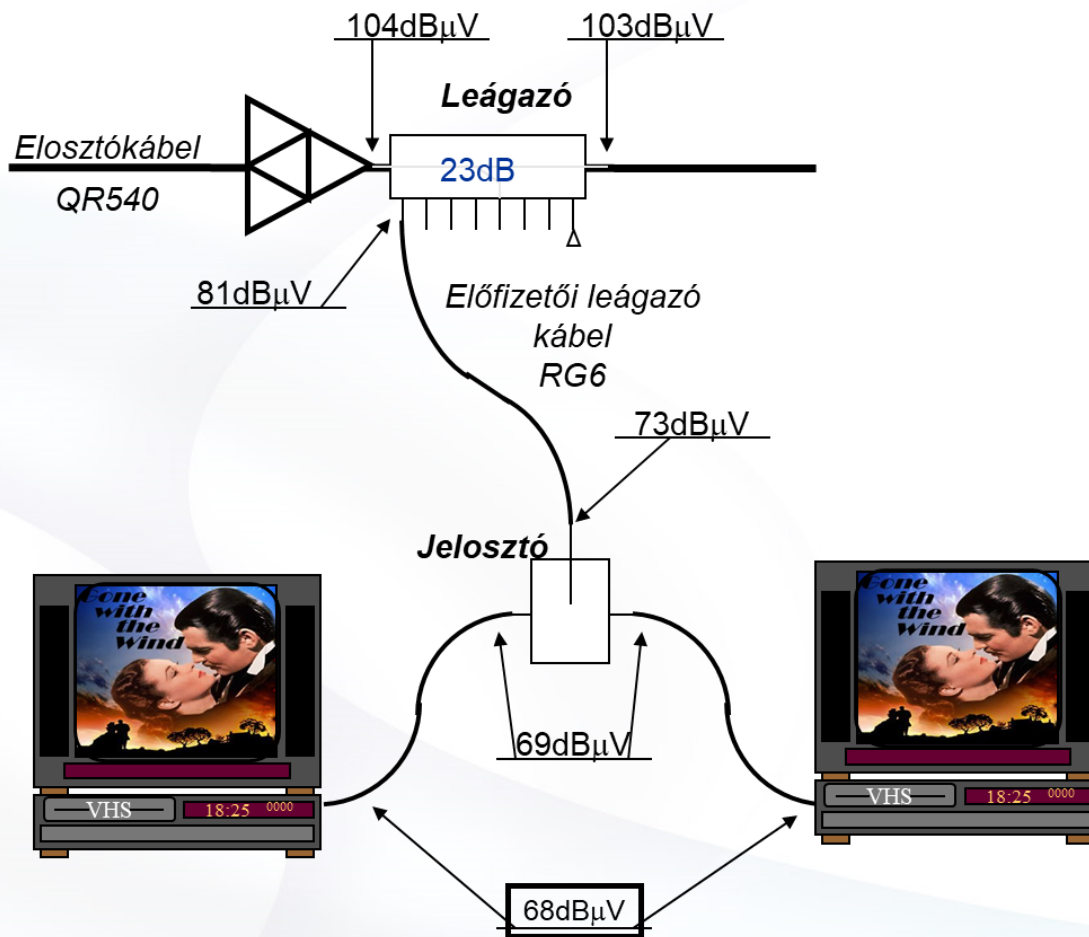 104dBμV
103dBμV
Leágazó
Elosztókábel
QR540
23dB
81dBμV
Előfizetői leágazó
kábel
RG6
73dBμV
Jelosztó
Gone
with
the
Wind
VHS
18:25 0000
Gone
with
the
Wind
VHS
18:25 0000
69dBμV
68dBμV